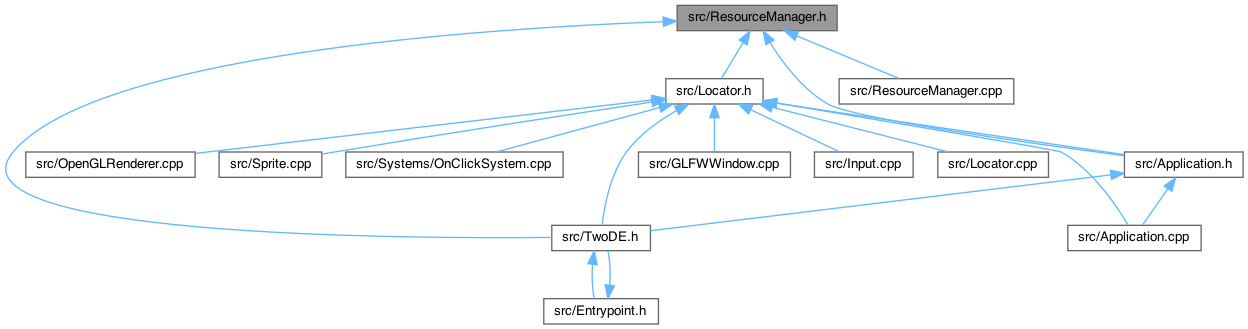 src/ResourceManager.h
src/Locator.h
src/ResourceManager.cpp
src/OpenGLRenderer.cpp
src/Sprite.cpp
src/Systems/OnClickSystem.cpp
src/GLFWWindow.cpp
src/Input.cpp
src/Locator.cpp
src/Application.h
src/TwoDE.h
src/Application.cpp
src/Entrypoint.h